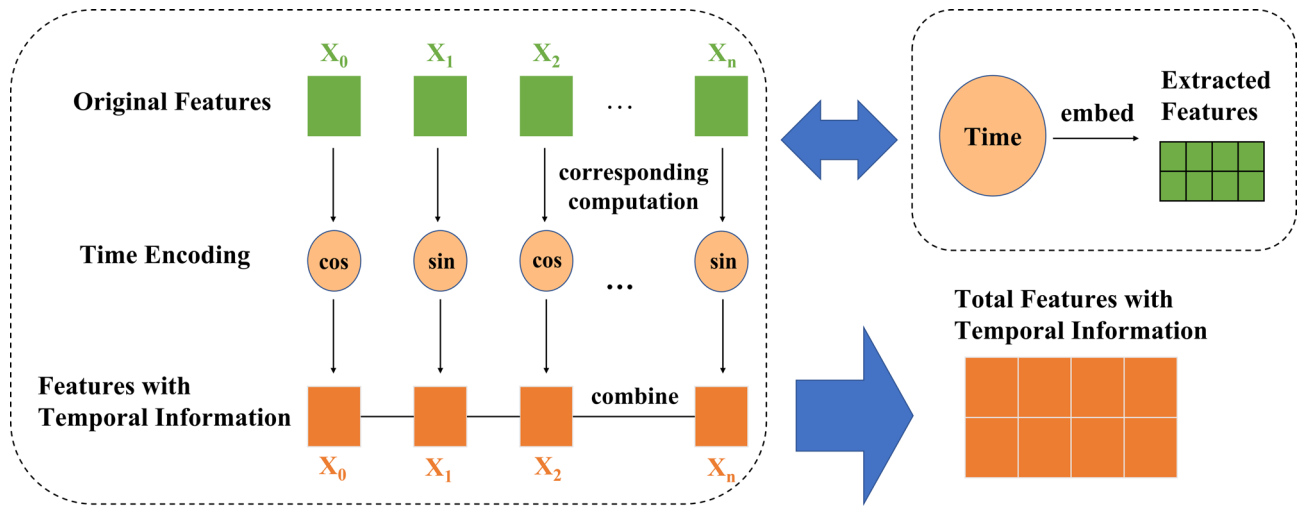 X0 X1 X2 Xn
Original Features
...
corresponding
computation
Time Encoding
cos sin cos ... sin
Features with
Temporal Information
combine
X0 X1 X2 Xn
Time
embed
Extracted
Features
Total Features with
Temporal Information